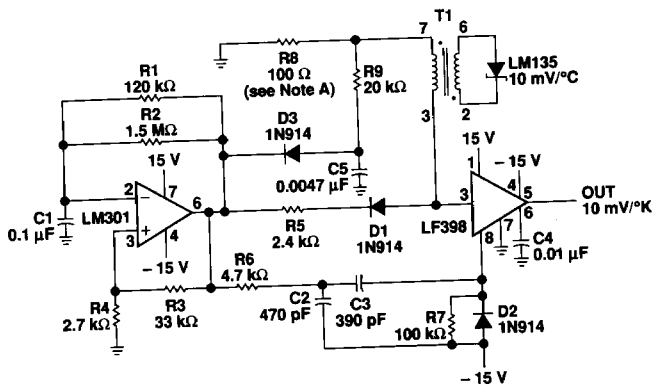 T1
7
6
3
2
LM135
10 mV/°C
R8
100 Ω
(see Note A)
R9
20 kΩ
R1
120 kΩ
R2
1.5 MΩ
D3
1N914
C5
0.0047 µF
15 V
7
2
−
LM301
6
3
+
4
− 15 V
C1
0.1 µF
R5
2.4 kΩ
D1
1N914
15 V
1
− 15 V
4
5
3
LF398
6
7
8
OUT
10 mV/°K
C4
0.01 µF
R6
4.7 kΩ
R4
2.7 kΩ
R3
33 kΩ
C2
470 pF
C3
390 pF
R7
100 kΩ
D2
1N914
− 15 V